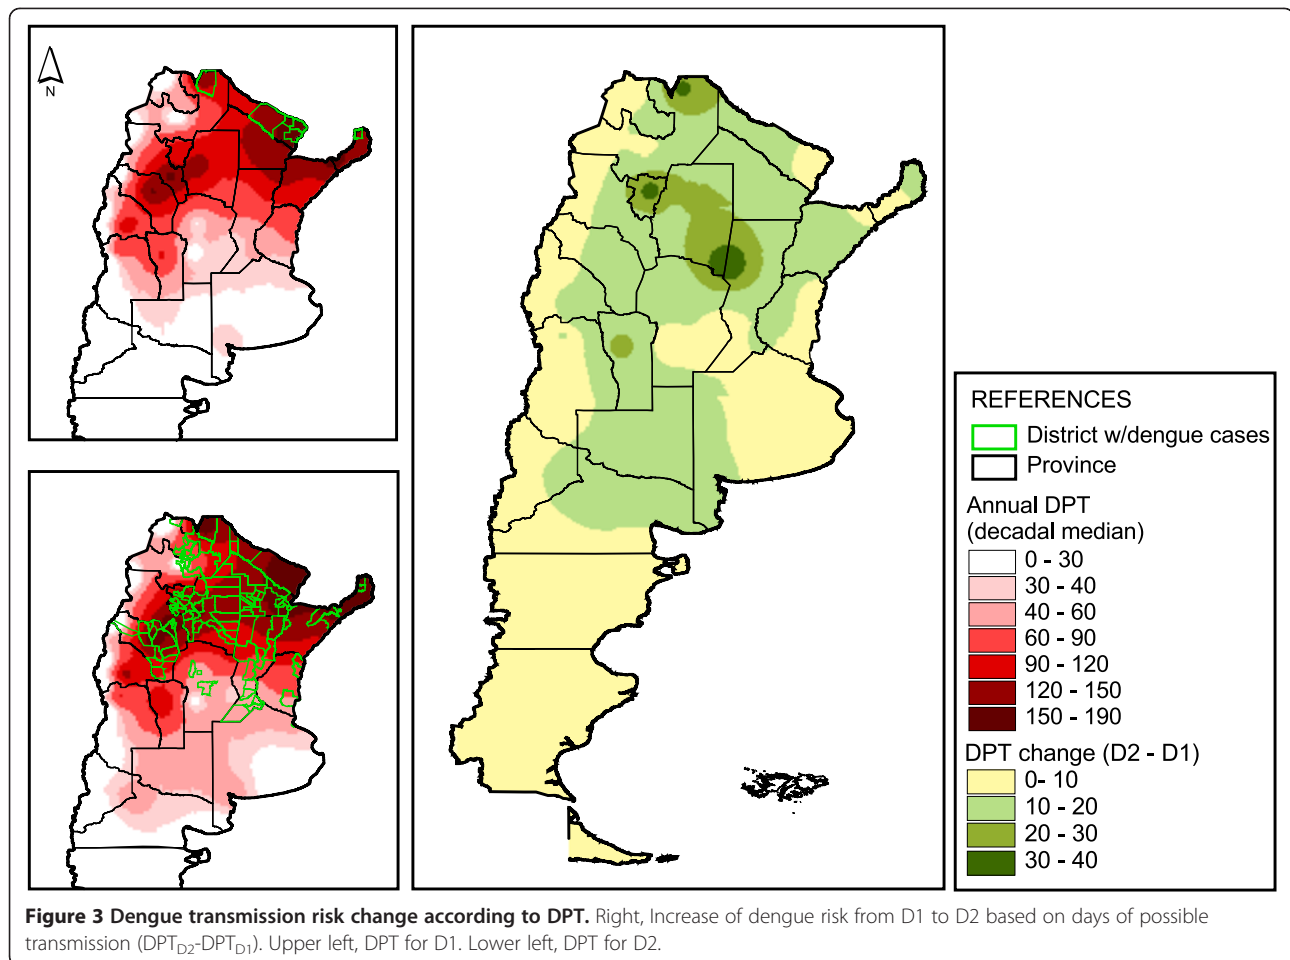 N
REFERENCES
District w/dengue cases
Province
Annual DPT
(decadal median)
0 - 30
30 - 40
40 - 60
60 - 90
90 - 120
120 - 150
150 - 190
DPT change (D2 - D1)
0- 10
10 - 20
20 - 30
30 - 40
Figure 3 Dengue transmission risk change according to DPT. Right, Increase of dengue risk from D1 to D2 based on days of possible
transmission (DPTD2-DPTD1). Upper left, DPT for D1. Lower left, DPT for D2.